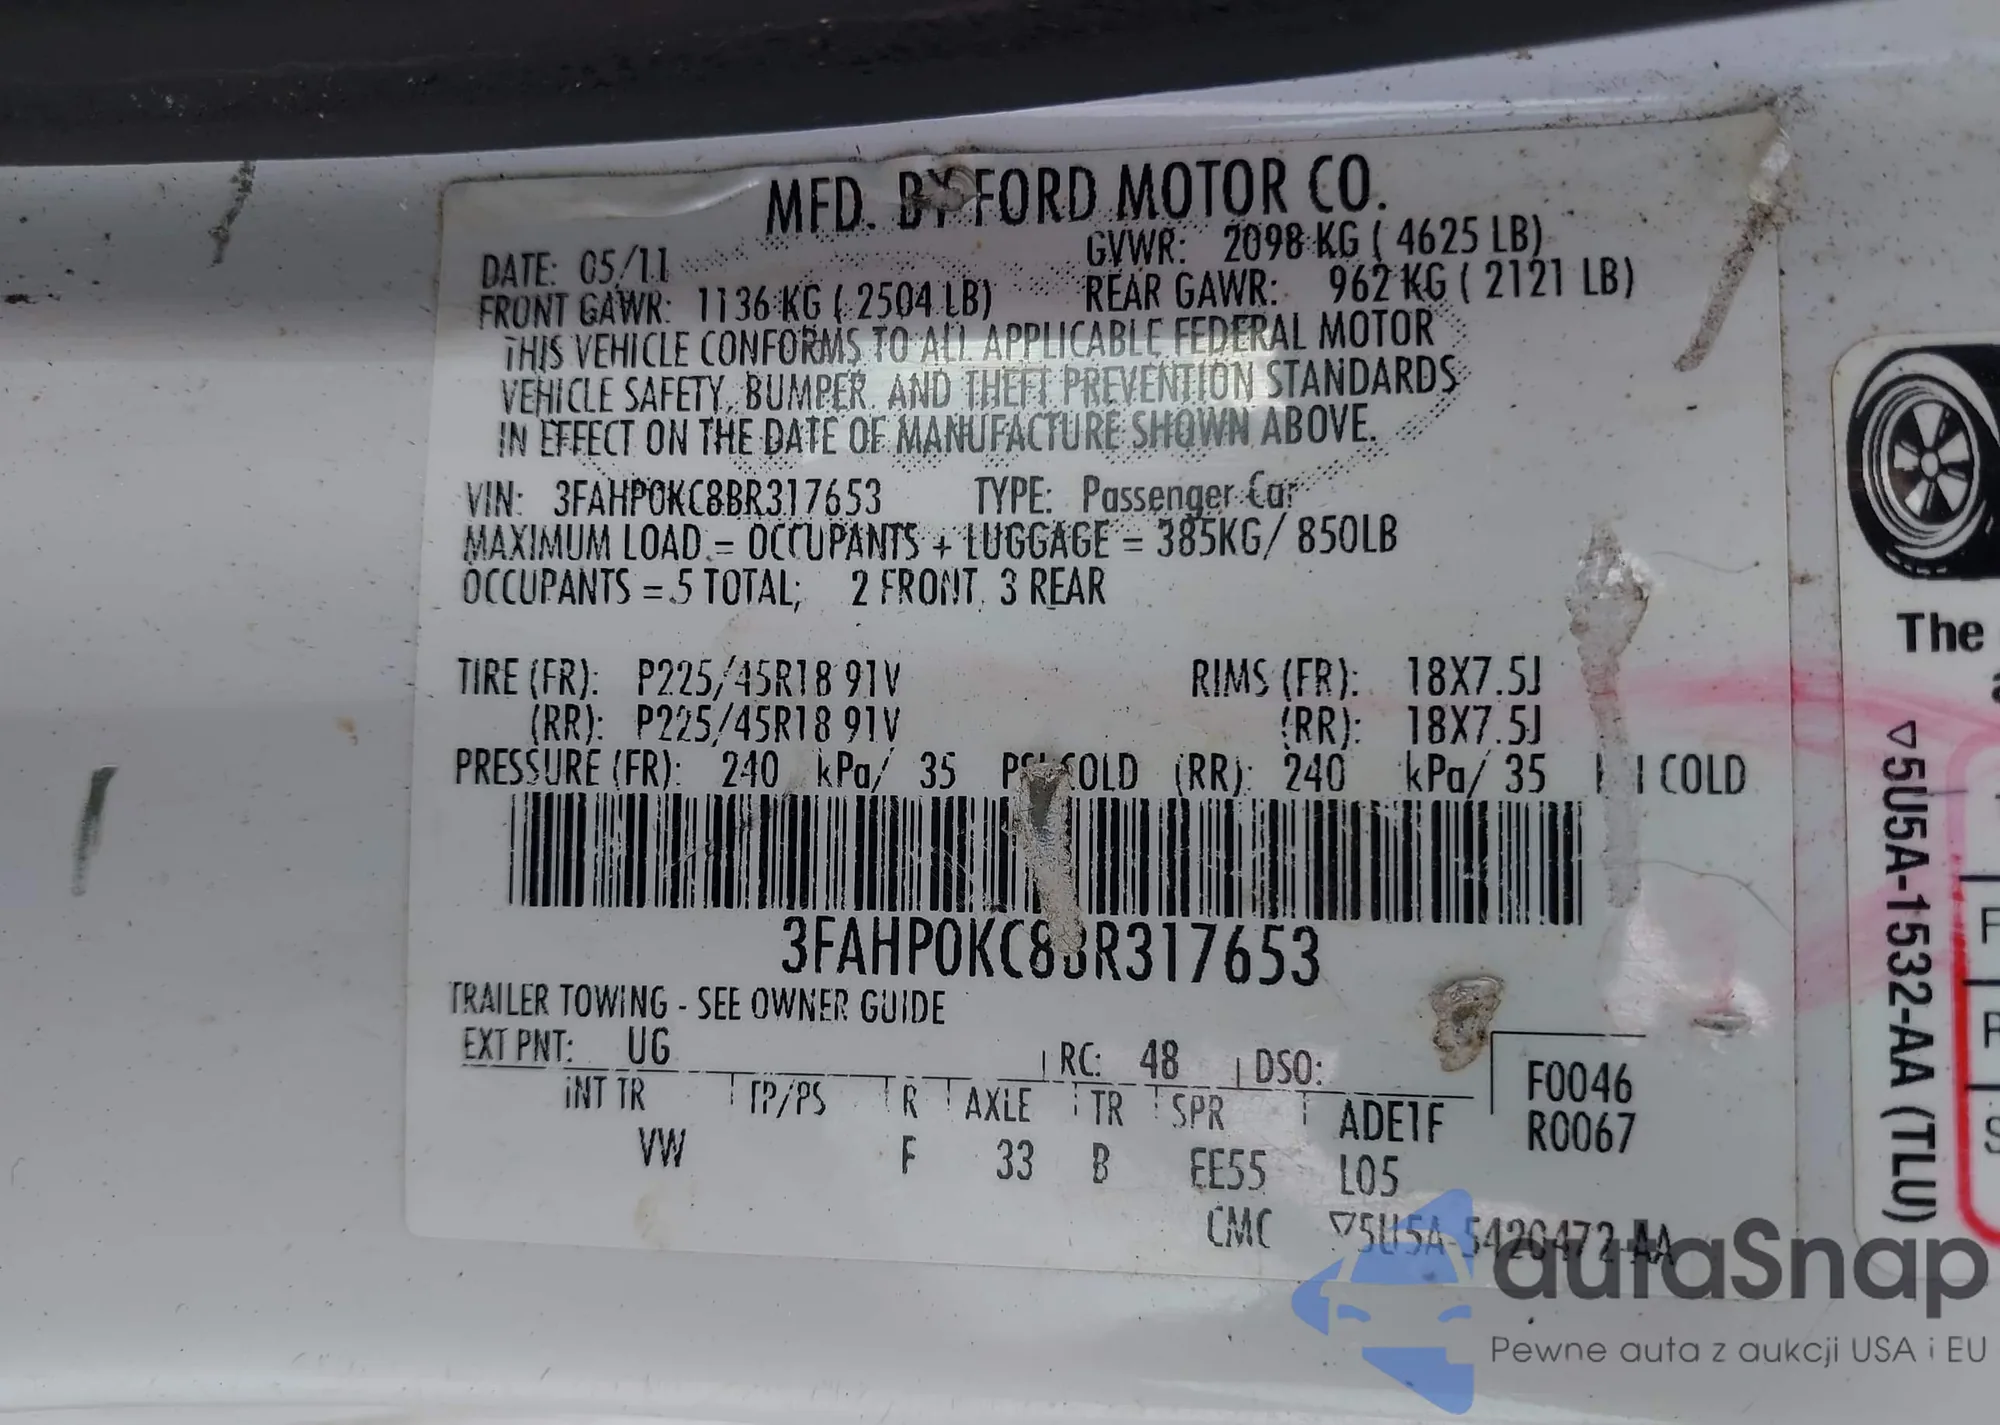 MFD. BY FORD MOTOR CO.
DATE: 05/11 GVWR: 2098 KG ( 4625 LB)
FRONT GAWR: 1136 KG ( 2504 LB) REAR GAWR: 962 KG ( 2121 LB)
THIS VEHICLE CONFORMS TO ALL APPLICABLE FEDERAL MOTOR
VEHICLE SAFETY, BUMPER, AND THEFT PREVENTION STANDARDS
IN EFFECT ON THE DATE OF MANUFACTURE SHOWN ABOVE.
VIN: 3FAHP0KC8BR317653 TYPE: Passenger Car
MAXIMUM LOAD = OCCUPANTS + LUGGAGE = 385KG/ 850LB
OCCUPANTS = 5 TOTAL; 2 FRONT, 3 REAR
TIRE (FR): P225/45R18 91V RIMS (FR): 18X7.5J
(RR): P225/45R18 91V (RR): 18X7.5J
PRESSURE (FR): 240 kPa/ 35 PSI COLD (RR): 240 kPa/ 35 COLD
3FAHP0KC8BR317653
TRAILER TOWING - SEE OWNER GUIDE
EXT PNT: UG RC: 48 DSO:
INT TR TP/PS R AXLE TR SPR ADE1F
VW F 33 B EE55 L05
CMC ▽5U5A-5420472-AA
F0046
R0067
The
▽5U5A-1532-AA (TLU)
autaSnap
Pewne auta z aukcji USA i EU